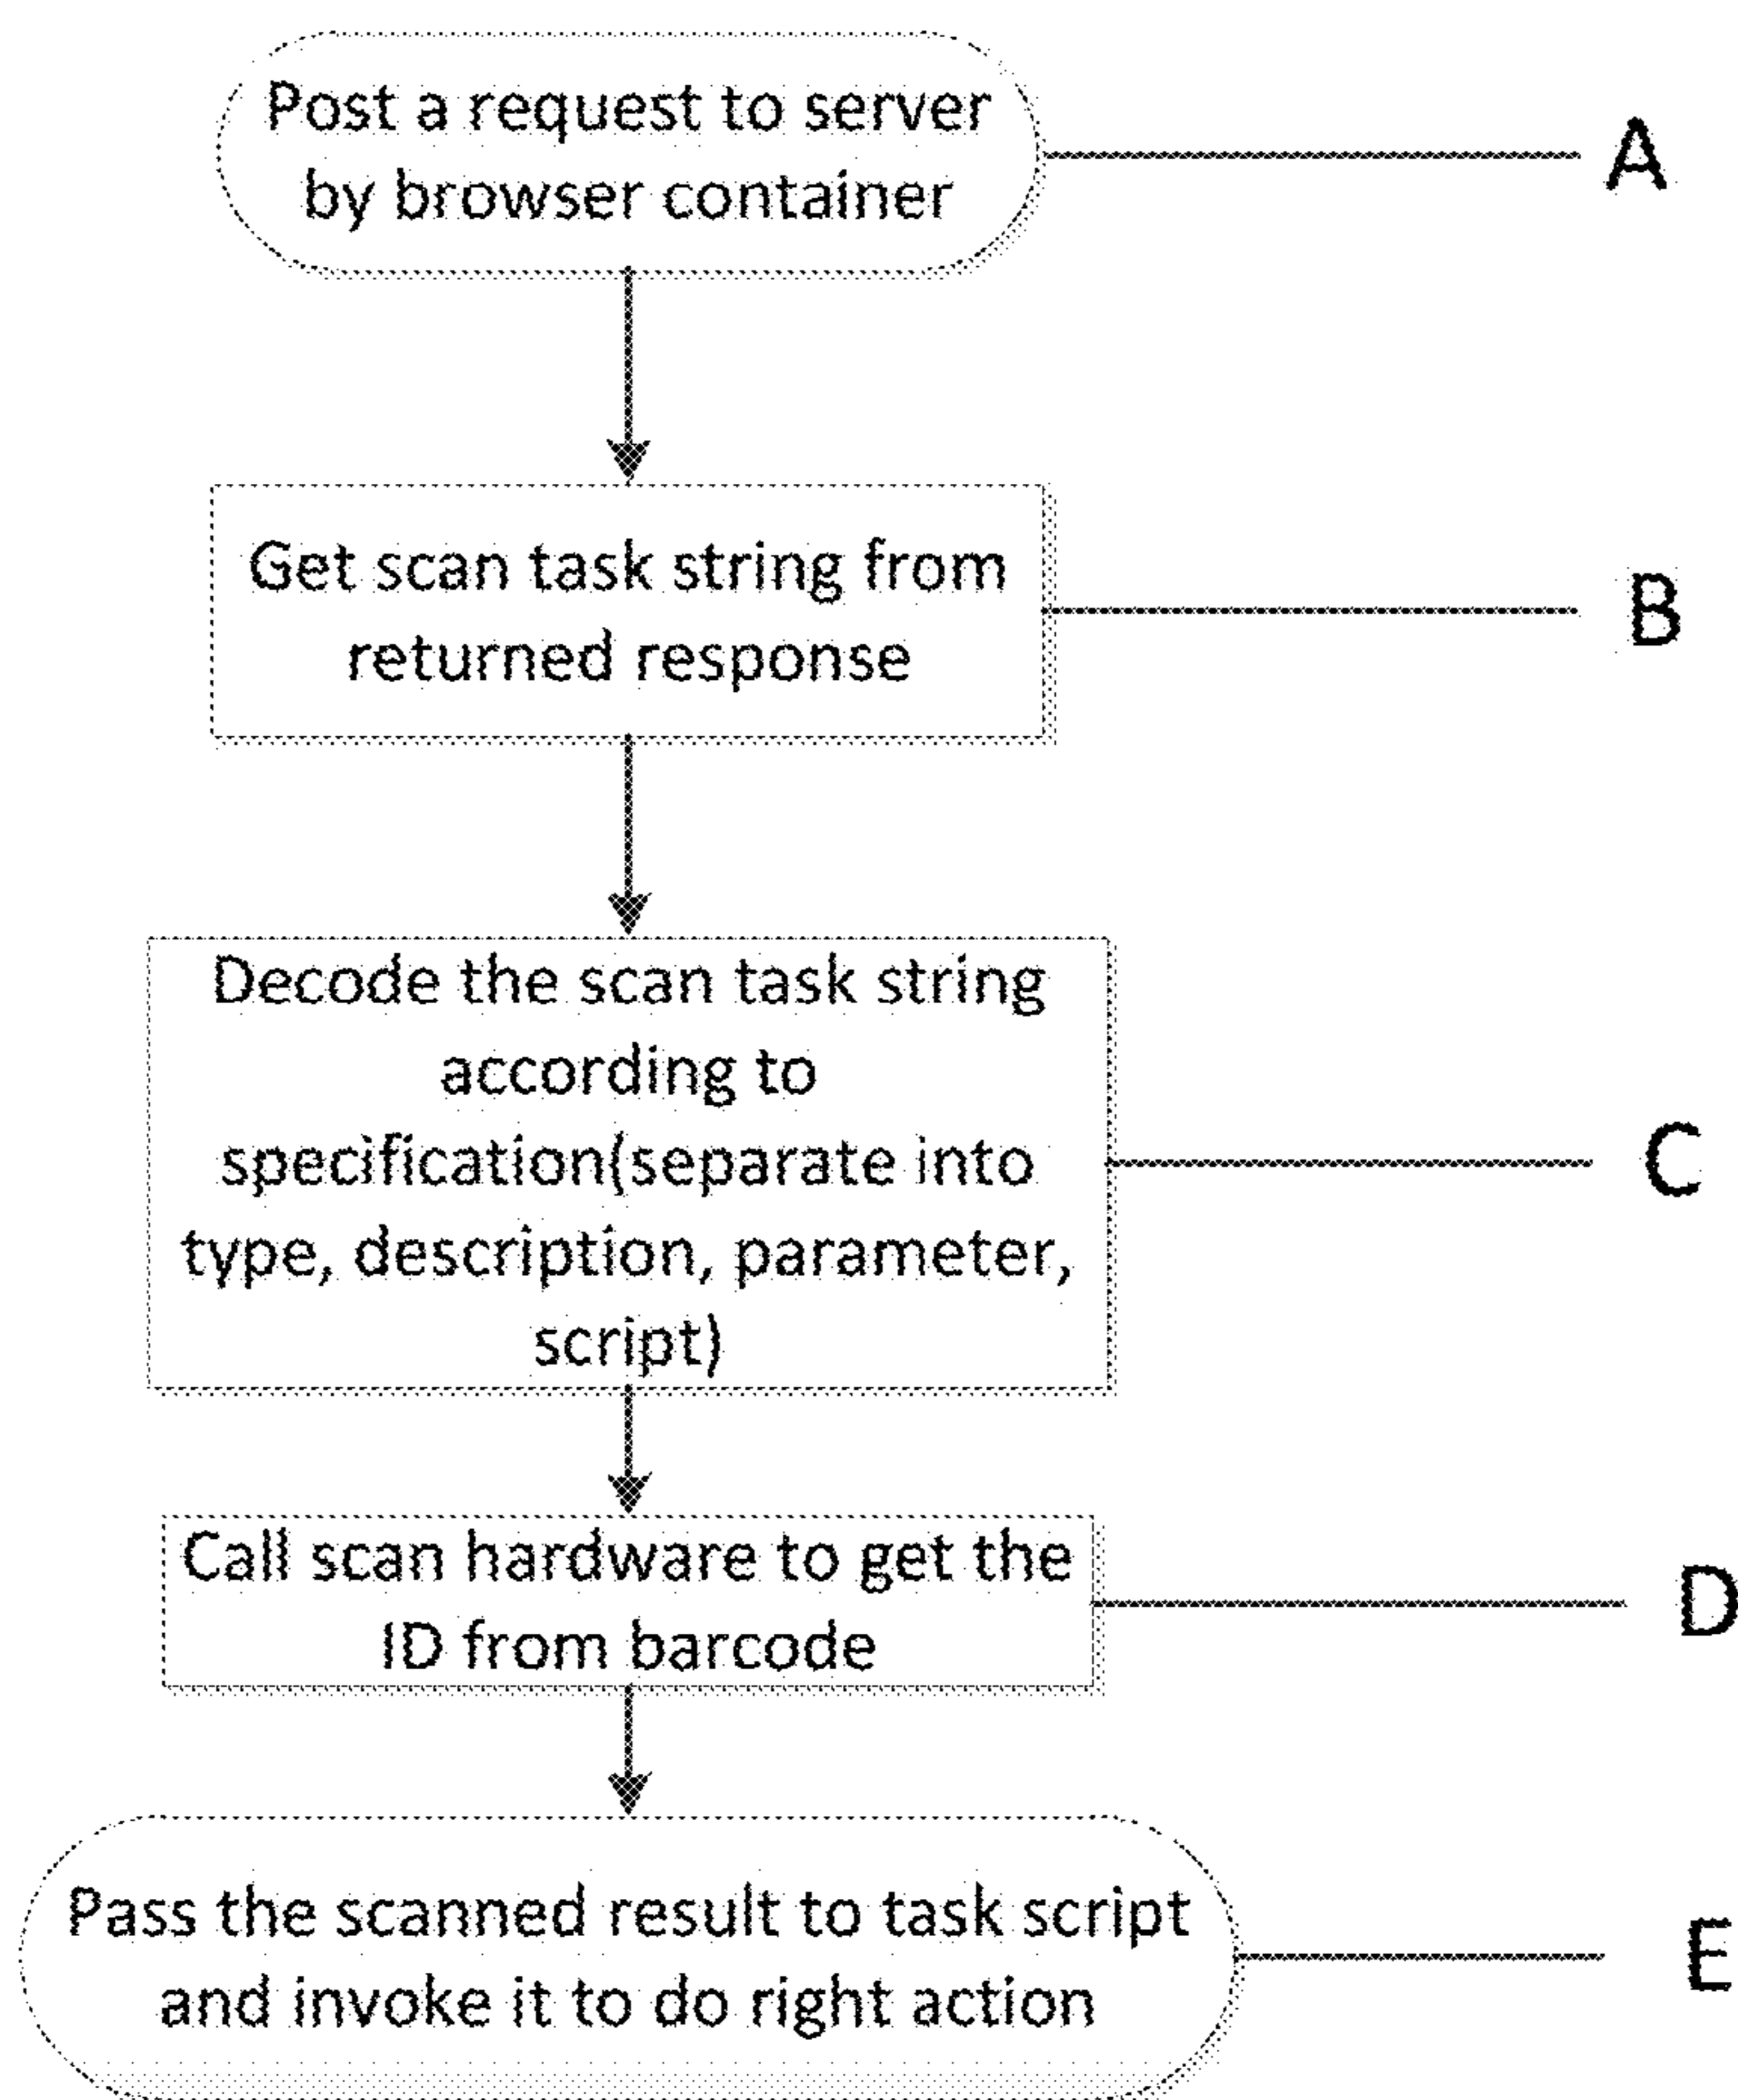 Post a request to server
by browser container
A
Get scan task string from
returned response
B
Decode the scan task string
according to
specification(separate into
type, description, parameter,
script)
C
Call scan hardware to get the
ID from barcode
D
Pass the scanned result to task script
and invoke it to do right action
E